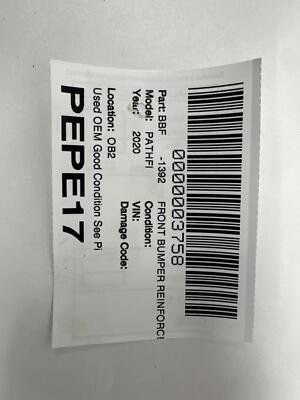 0000003758
Part: BBF -1392 FRONT BUMPER REINFORCE
Model: PATHFI Condition:
Year: 2020 VIN:
Damage Code:
Location: OB2
Used OEM Good Condition See Pi
PEPE17